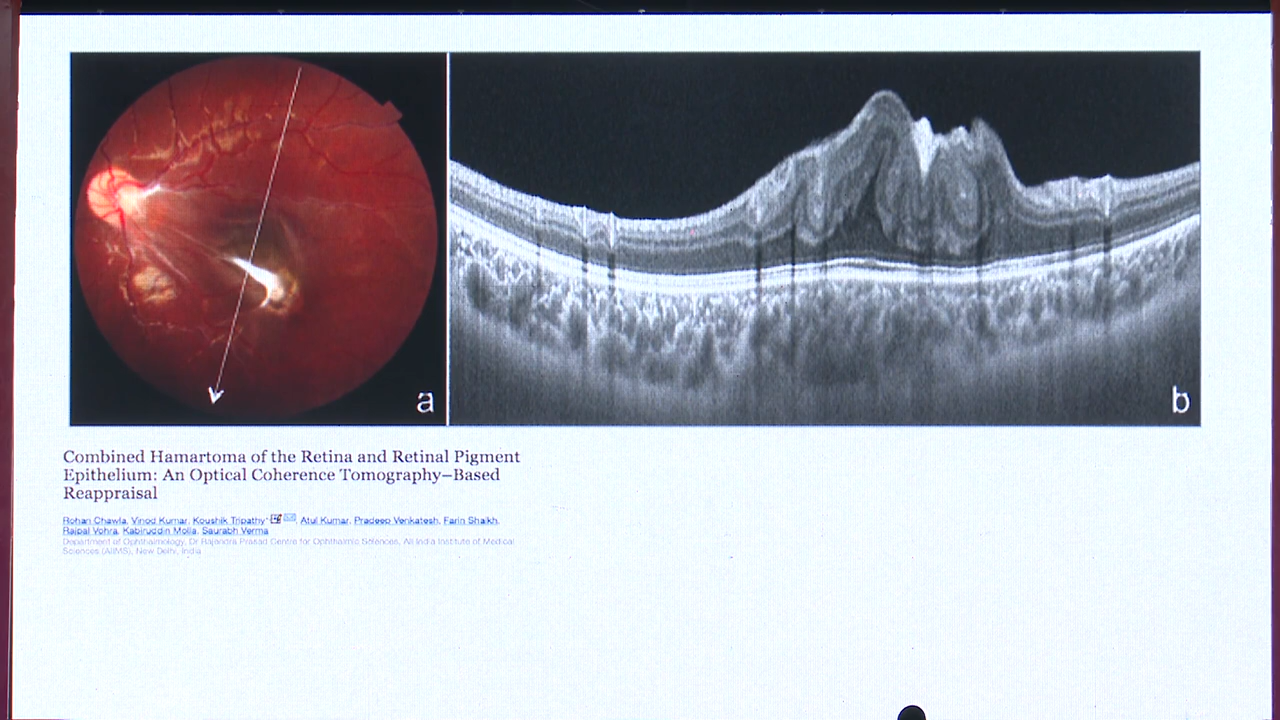 a
b
Combined Hamartoma of the Retina and Retinal Pigment
Epithelium: An Optical Coherence Tomography–Based
Reappraisal
Rohan Chawla, Vinod Kumar, Koushik Tripathy, Atul Kumar, Pradeep Venkatesh, Farin Shaikh,
Rajpal Vohra, Kabiruddin Molla, Saurabh Verma
Department of Ophthalmology, Dr Rajendra Prasad Centre for Ophthalmic Sciences, All India Institute of Medical
Sciences (AIIMS), New Delhi, India